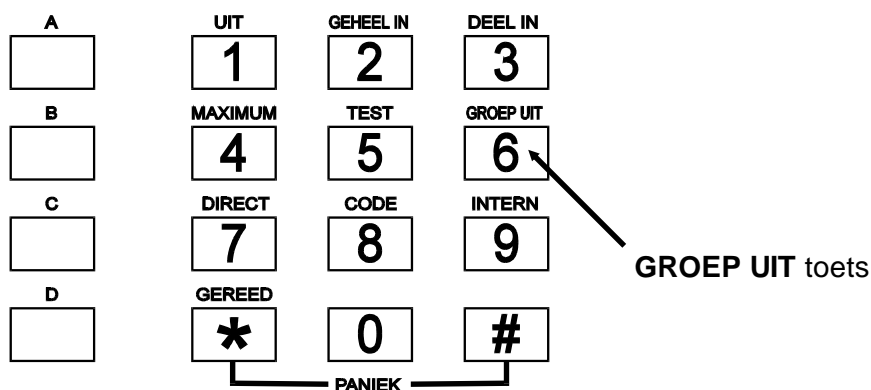 A UIT GEHEEL IN DEEL IN
1 2 3
B MAXIMUM TEST GROEP UIT
4 5 6
C DIRECT CODE INTERN
7 8 9
GROEP UIT toets
D GEREED
* 0 #
PANIEK